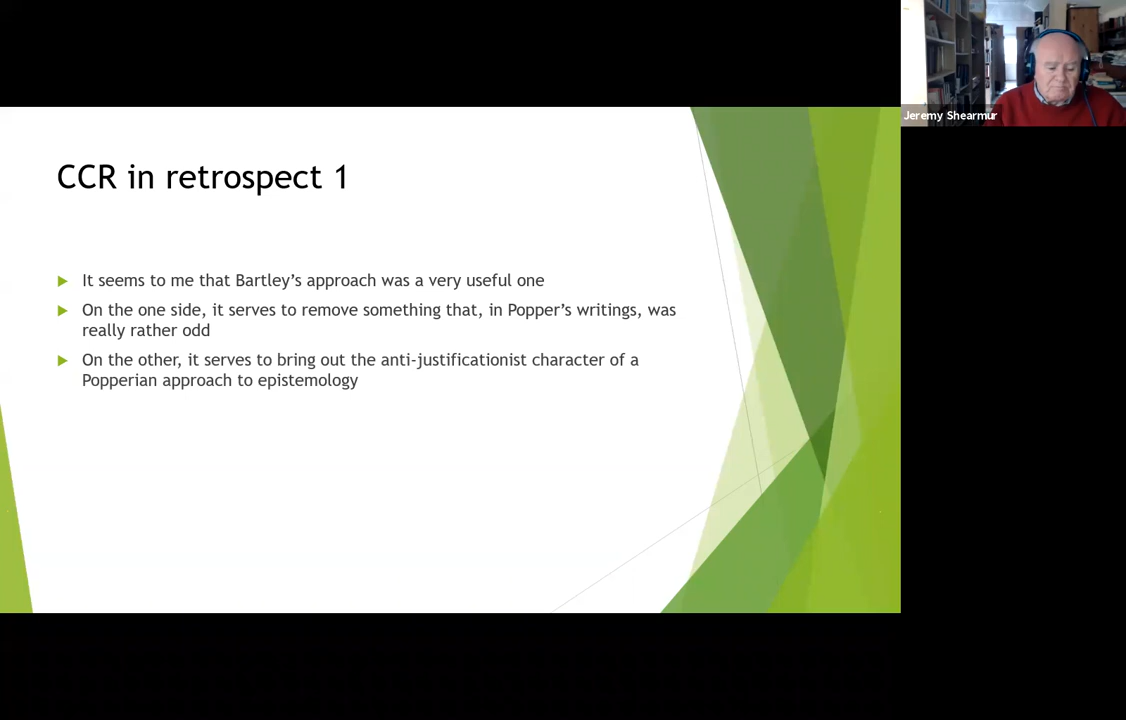 CCR in retrospect 1
It seems to me that Bartley's approach was a very useful one
On the one side, it serves to remove something that, in Popper's writings, was
really rather odd
On the other, it serves to bring out the anti-justificationist character of a
Popperian approach to epistemology
Jeremy Shearmur